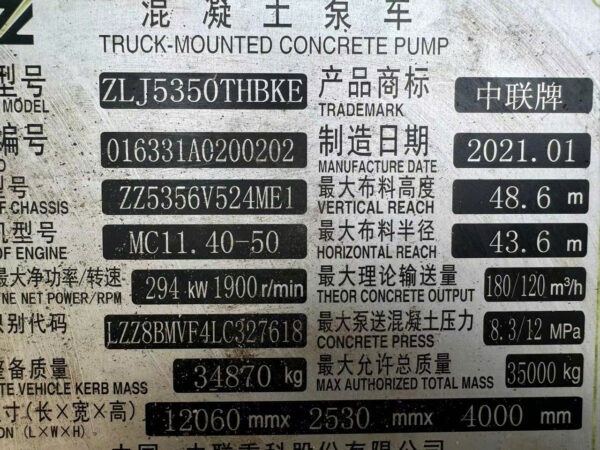 混凝土泵车
TRUCK-MOUNTED CONCRETE PUMP
型号 ZLJ5350THBKE 产品商标 中联牌
MODEL TRADEMARK
编号 016331A0200202 制造日期 2021.01
MANUFACTURE DATE
型号 ZZ5356V524ME1 最大布料高度 48.6 m
CHASSIS VERTICAL REACH
机型号 MC11.40-50 最大布料半径 43.6 m
OF ENGINE HORIZONTAL REACH
最大净功率/转速 294 kW 1900 r/min 最大理论输送量 180/120 m³/h
NE NET POWER/RPM THEOR CONCRETE OUTPUT
识别代码 LZZ8BMVF4LC327618 最大泵送混凝土压力 8.3/12 MPa
CONCRETE PRESS
整备质量 34870 kg 最大允许总质量 35000 kg
TE VEHICLE KERB MASS MAX AUTHORIZED TOTAL MASS
寸(长×宽×高) 12060 mmx 2530 mmx 4000 mm
ON (L×W×H)